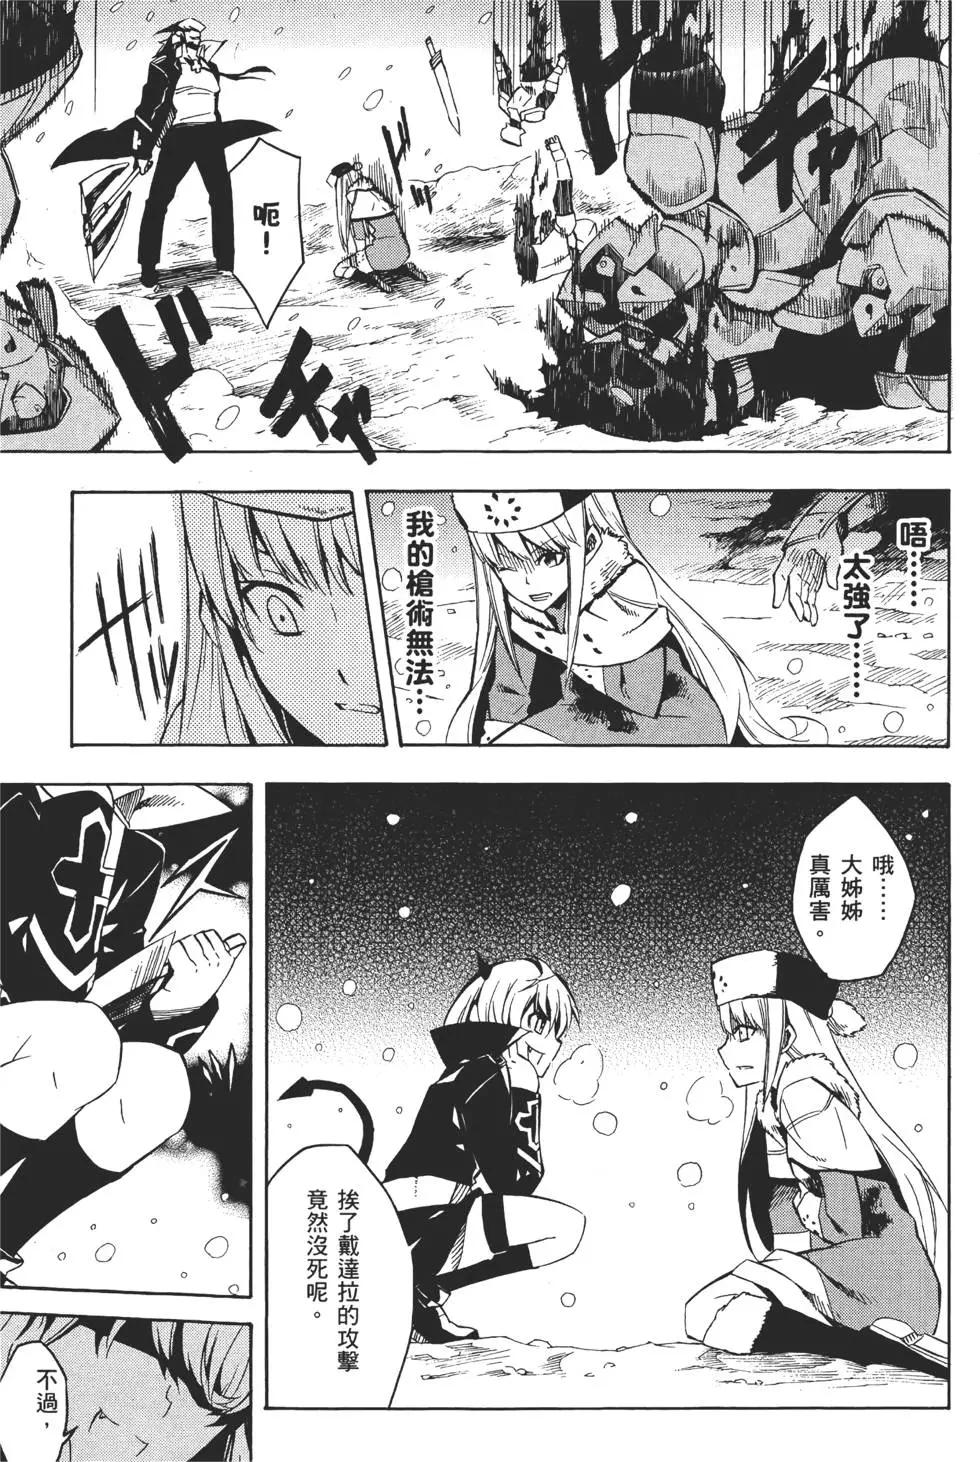 ドチャ
呃！
ドチャ
唔……
太強了……
我的槍術無法…
哦……
大姊姊
真厲害。
挨了戴達拉的攻擊
竟然沒死呢。
不過，